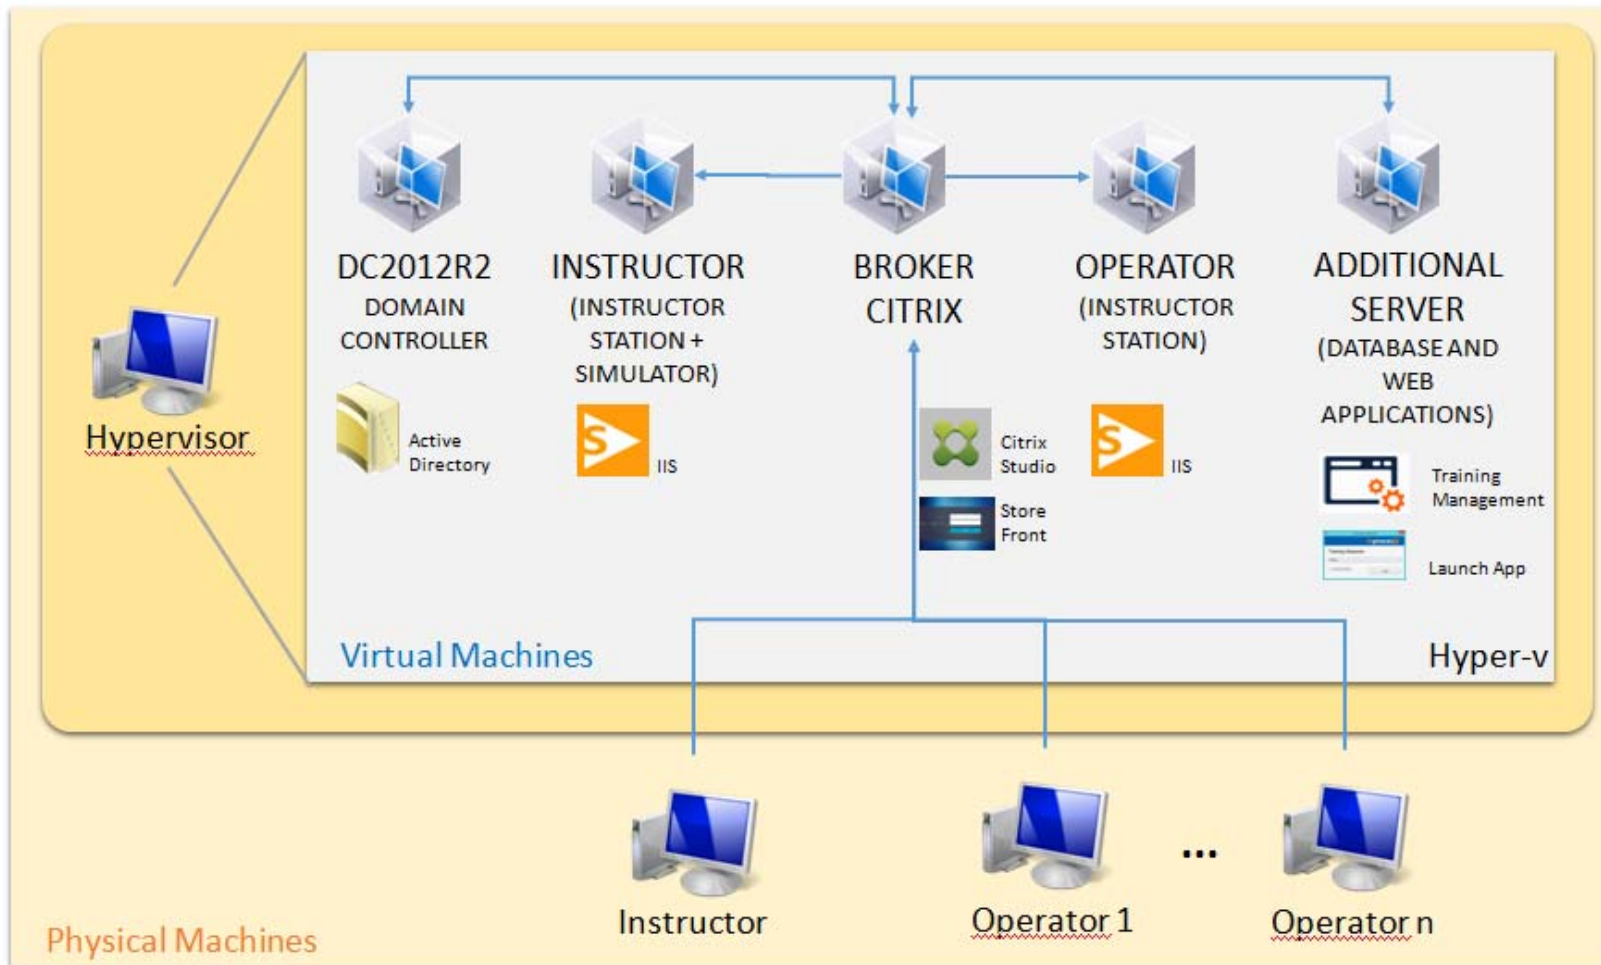 DC2012R2
DOMAIN
CONTROLLER
Active
Directory
INSTRUCTOR
(INSTRUCTOR
STATION +
SIMULATOR)
S
IIS
BROKER
CITRIX
Citrix
Studio
Store
Front
OPERATOR
(INSTRUCTOR
STATION)
S
IIS
ADDITIONAL
SERVER
(DATABASE AND
WEB
APPLICATIONS)
Training
Management
Launch App
Hypervisor
Virtual Machines
Hyper-v
Instructor
Operator 1
...
Operator n
Physical Machines